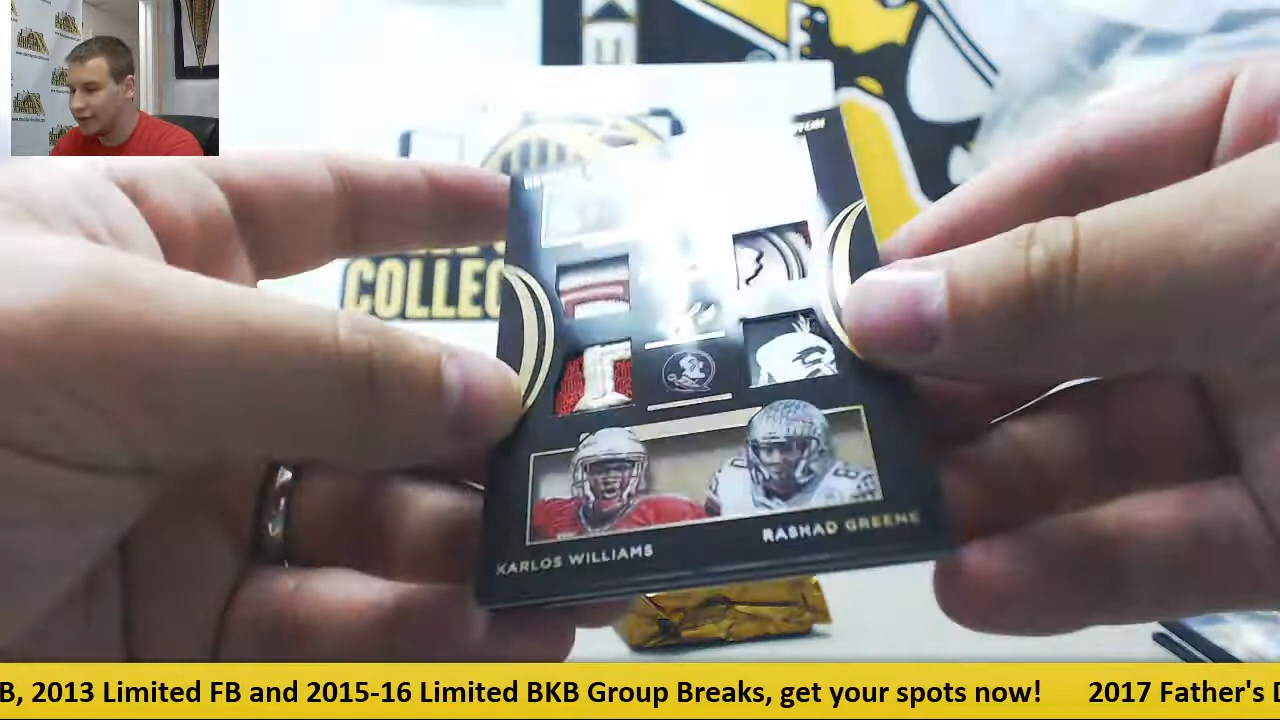 COLLEC
KARLOS WILLIAMS
RASHAD GREENE
B, 2013 Limited FB and 2015-16 Limited BKB Group Breaks, get your spots now! 2017 Father's D